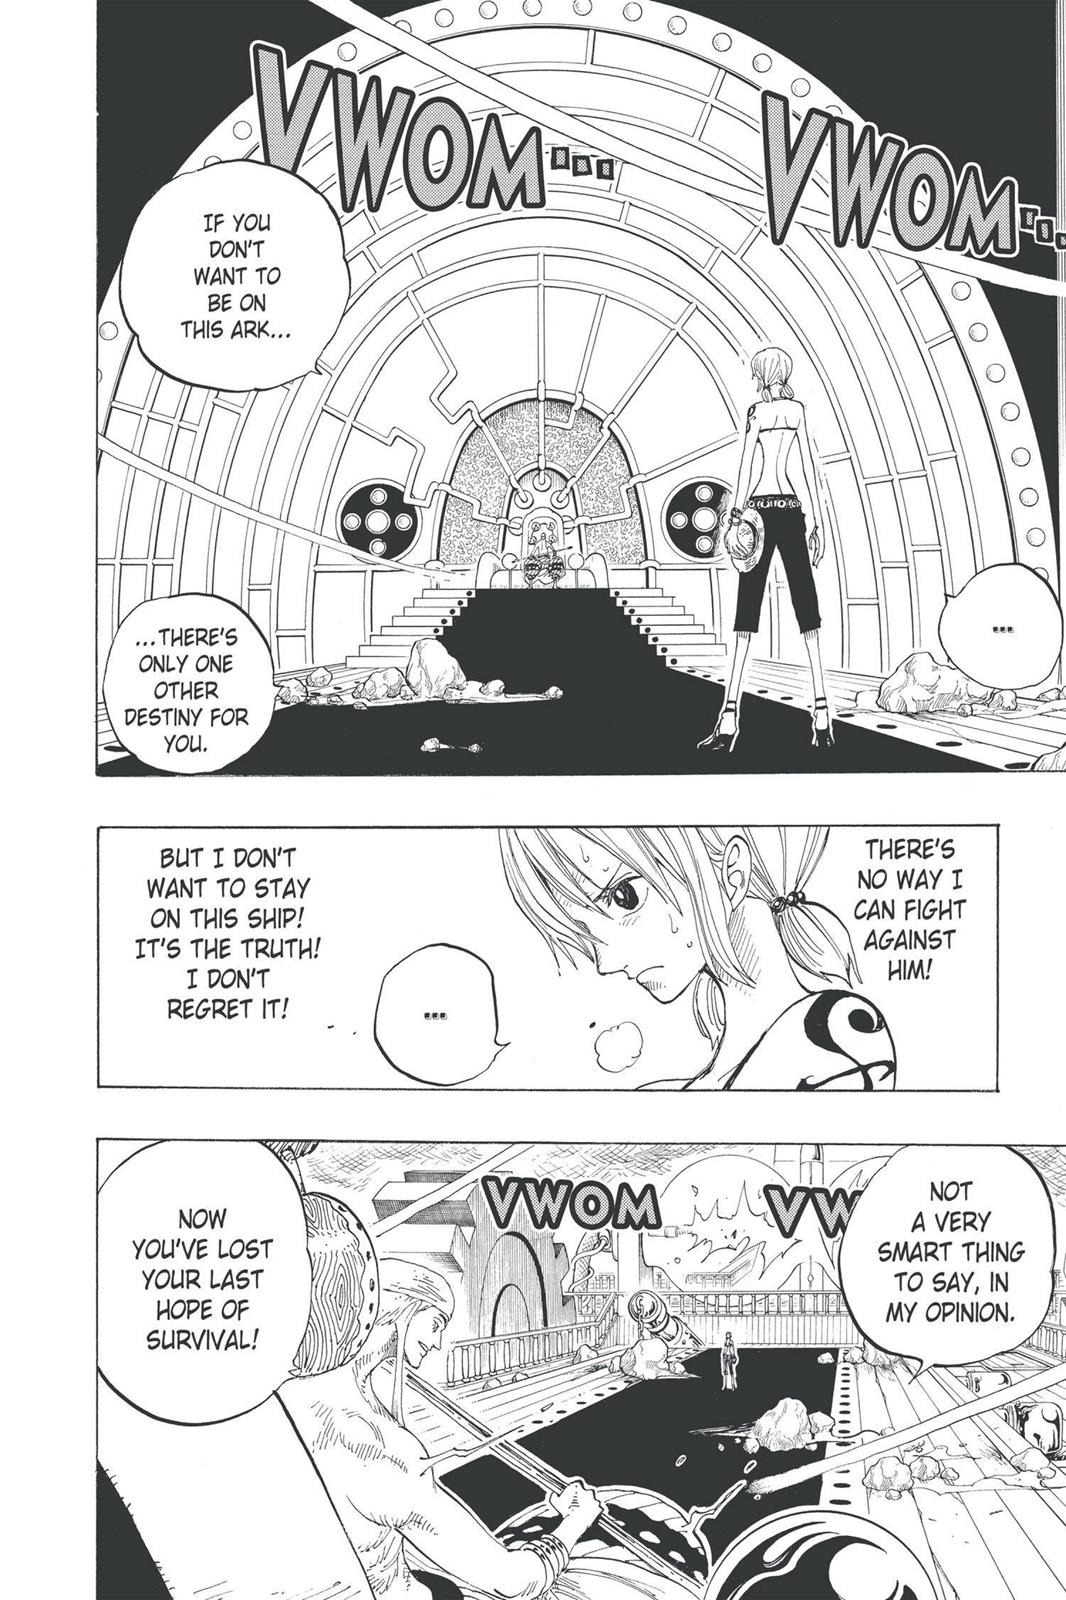 VWOM...
VWOM...
IF YOU
DON'T
WANT TO
BE ON
THIS ARK...
...
...THERE'S
ONLY ONE
OTHER
DESTINY FOR
YOU.
THERE'S
NO WAY I
CAN FIGHT
AGAINST
HIM!
...
BUT I DON'T
WANT TO STAY
ON THIS SHIP!
IT'S THE TRUTH!
I DON'T
REGRET IT!
VWOM
VW
NOT
A VERY
SMART THING
TO SAY, IN
MY OPINION.
NOW
YOU'VE LOST
YOUR LAST
HOPE OF
SURVIVAL!